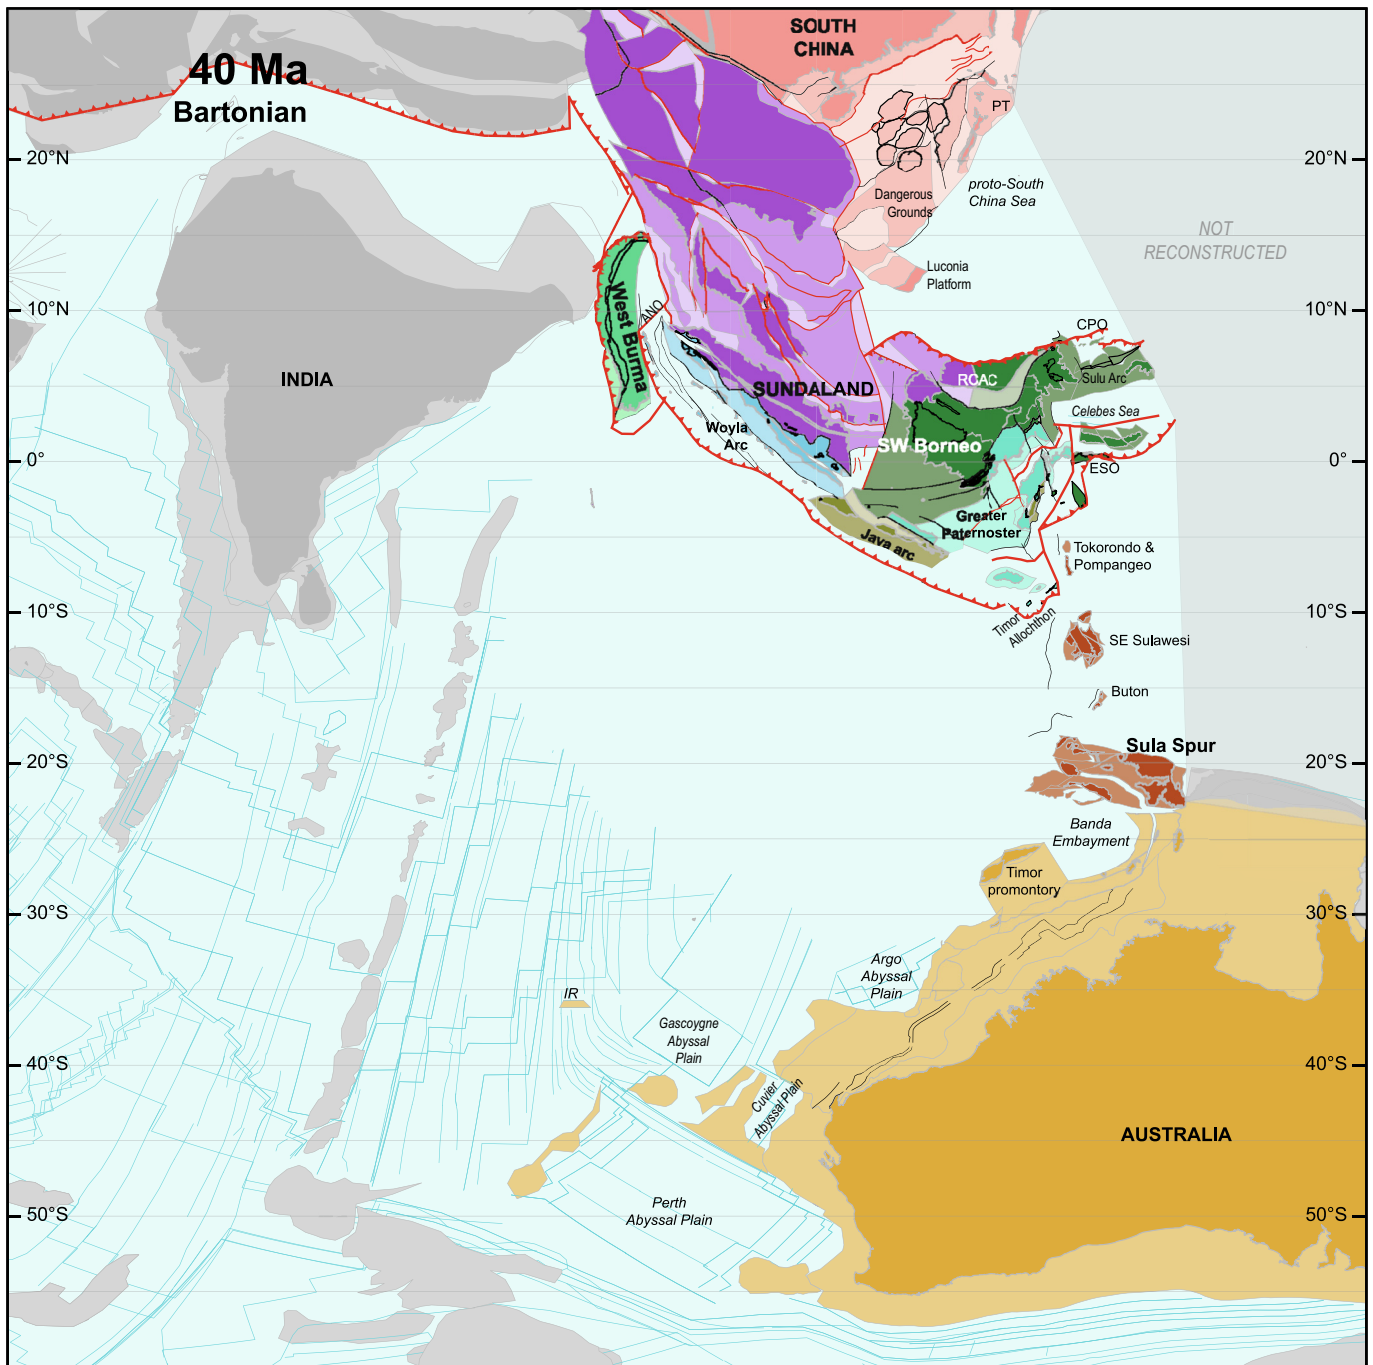 SOUTH
CHINA
40 Ma
Bartonian
PT
20°N
20°N
proto-South
China Sea
Dangerous
Grounds
NOT
RECONSTRUCTED
Luconia
Platform
10°N
10°N
West Burma
ANO
CPO
INDIA
SUNDALAND
RCAC
Sulu Arc
Celebes Sea
Woyla
Arc
SW Borneo
0°
0°
ESO
Greater
Paternoster
Java arc
Tokorondo &
Pompangeo
10°S
10°S
Timor
Allochthon
SE Sulawesi
Buton
Sula Spur
20°S
20°S
Banda
Embayment
Timor
promontory
30°S
30°S
Argo
Abyssal
Plain
IR
Gascoygne
Abyssal
Plain
40°S
40°S
Cuvier
Abyssal Plain
AUSTRALIA
Perth
Abyssal Plain
50°S
50°S